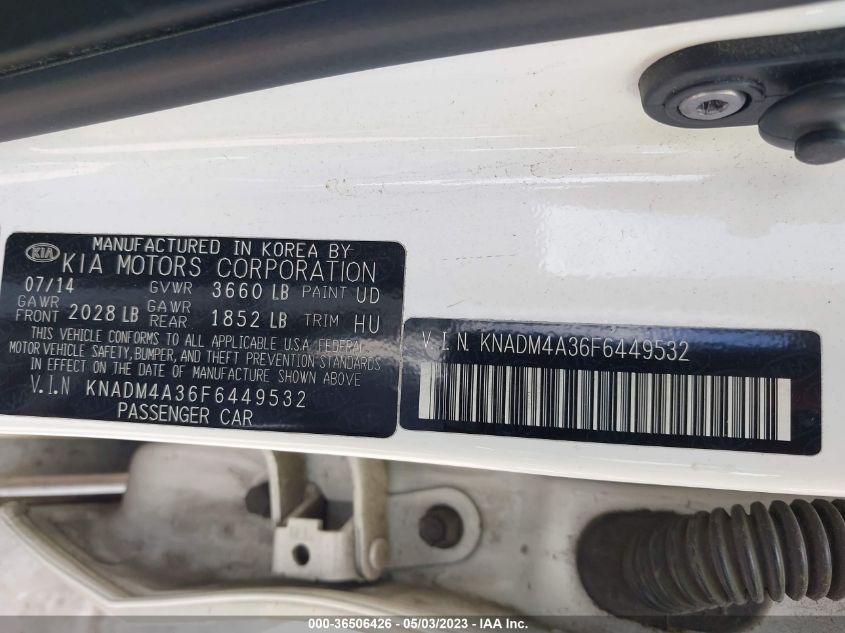 KIA
MANUFACTURED IN KOREA BY
KIA MOTORS CORPORATION
07/14 GVWR 3660 LB PAINT UD
GAWR FRONT 2028 LB GAWR REAR 1852 LB TRIM HU
THIS VEHICLE CONFORMS TO ALL APPLICABLE U.S.A. FEDERAL
MOTOR VEHICLE SAFETY, BUMPER, AND THEFT PREVENTION STANDARDS
IN EFFECT ON THE DATE OF MANUFACTURE SHOWN ABOVE
V.I.N KNADM4A36F6449532
PASSENGER CAR
V.I.N KNADM4A36F6449532
000-36506426 - 05/03/2023 - IAA Inc.